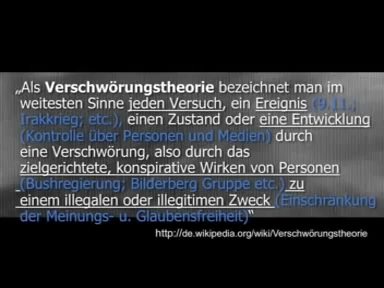 „Als Verschwörungstheorie bezeichnet man im
weitesten Sinne jeden Versuch, ein Ereignis (9.11.;
Irakkrieg; etc.), einen Zustand oder eine Entwicklung
(Kontrolle über Personen und Medien) durch
eine Verschwörung, also durch das
zielgerichtete, konspirative Wirken von Personen
(Bushregierung; Bilderberg Gruppe etc.) zu
einem illegalen oder illegitimen Zweck (Einschränkung
der Meinungs- u. Glaubensfreiheit)“
http://de.wikipedia.org/wiki/Verschwörungstheorie